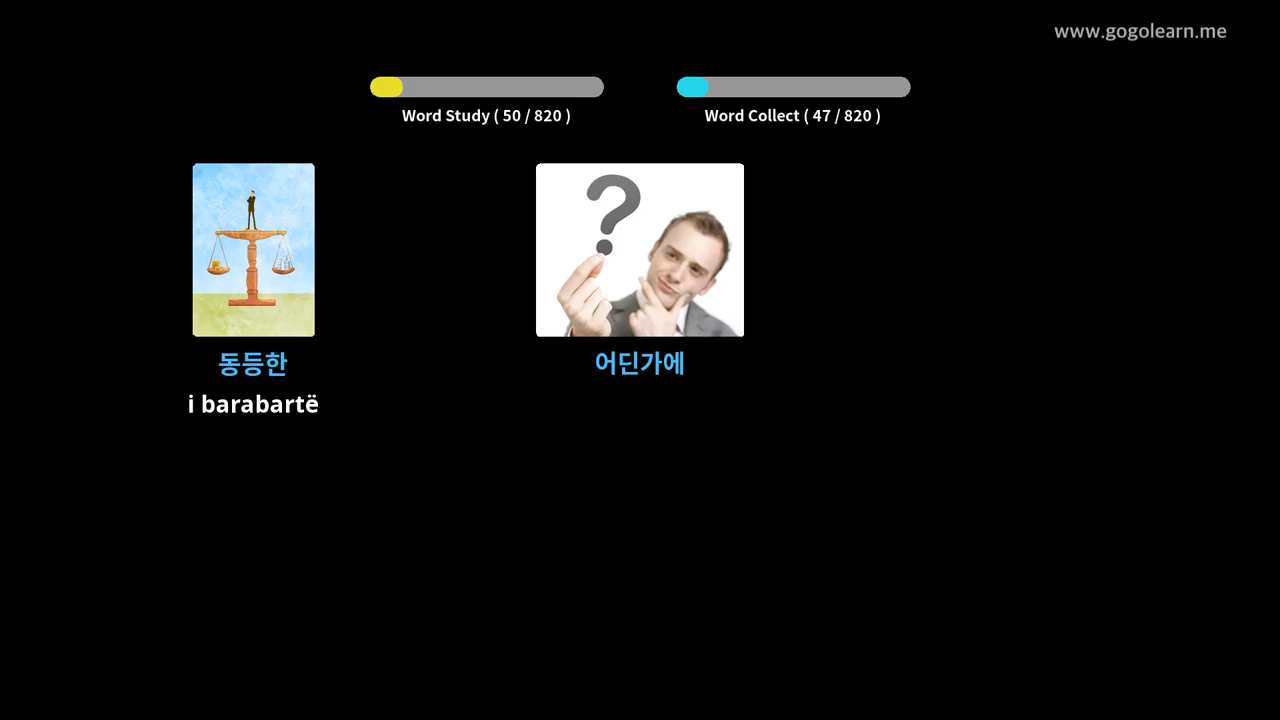 www.gogolearn.me
Word Study ( 50 / 820 )
Word Collect ( 47 / 820 )
동등한
i barabartë
어딘가에